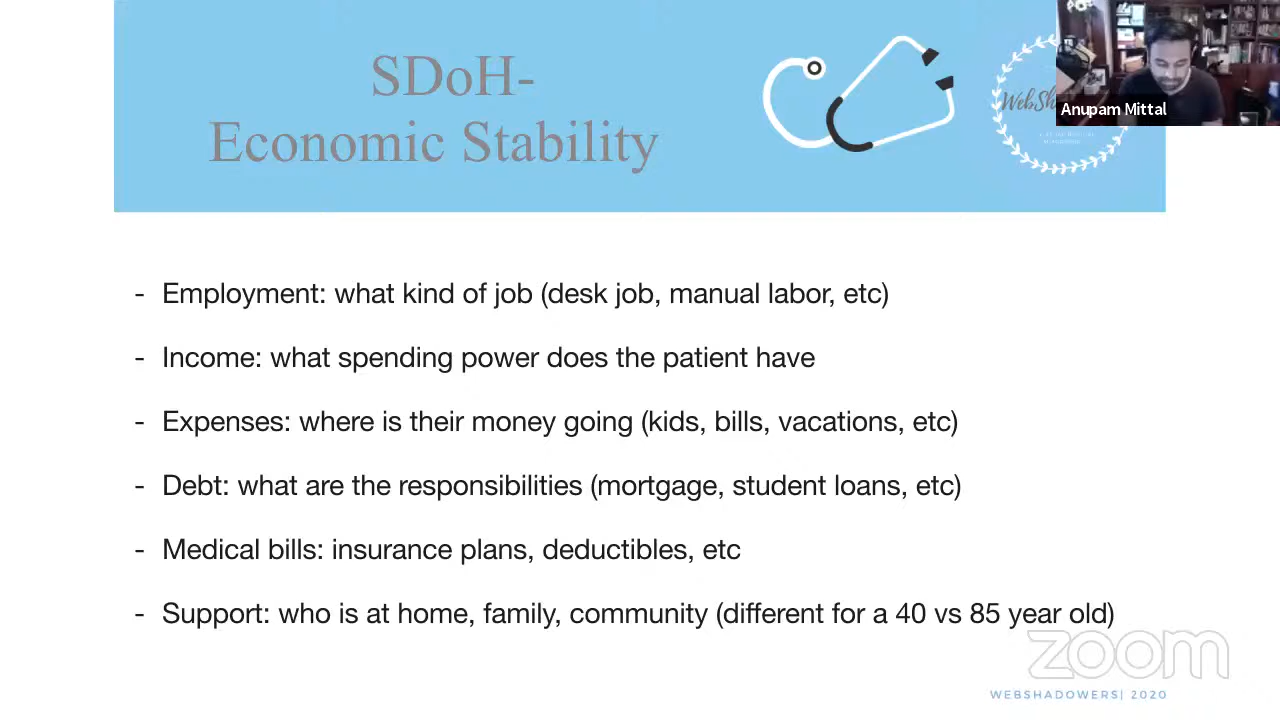 SDoH-
Economic Stability
Anupam Mittal
- Employment: what kind of job (desk job, manual labor, etc)
- Income: what spending power does the patient have
- Expenses: where is their money going (kids, bills, vacations, etc)
- Debt: what are the responsibilities (mortgage, student loans, etc)
- Medical bills: insurance plans, deductibles, etc
- Support: who is at home, family, community (different for a 40 vs 85 year old)
zoom
WEBSHADOWERS| 2020